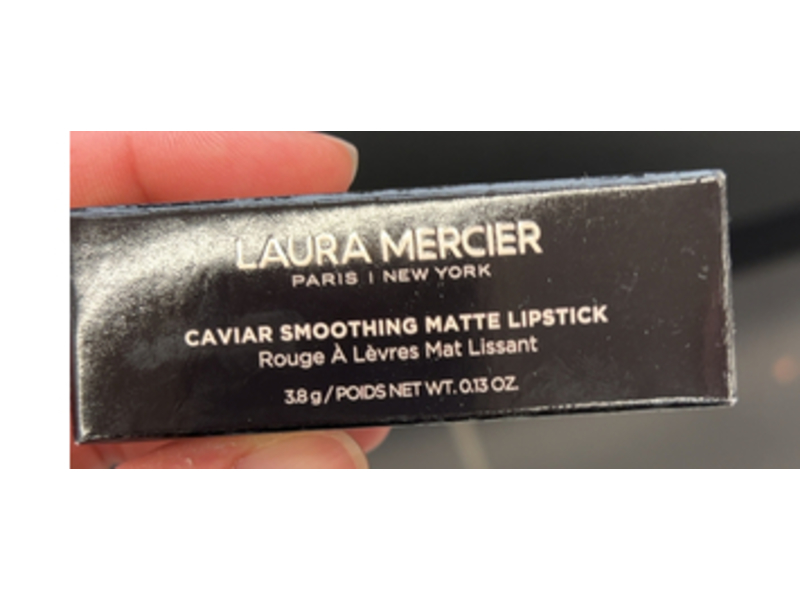 LAURA MERCIER
PARIS | NEW YORK
CAVIAR SMOOTHING MATTE LIPSTICK
Rouge À Lèvres Mat Lissant
3.8 g / POIDS NET WT. 0.13 OZ.